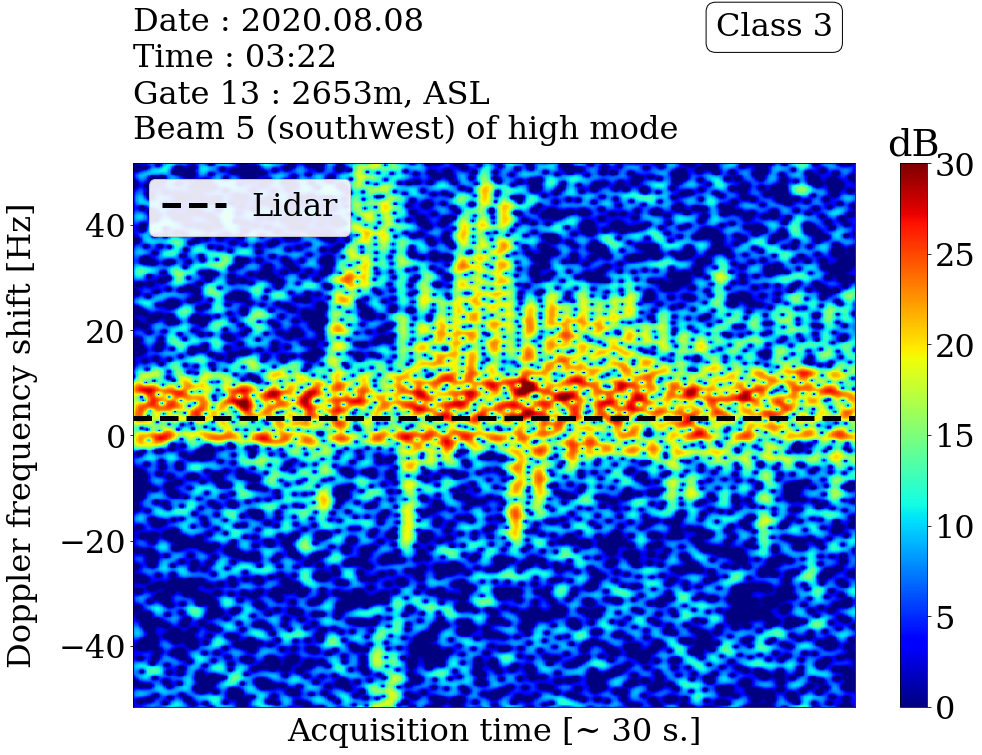 Date : 2020.08.08
Time : 03:22
Gate 13 : 2653m, ASL
Beam 5 (southwest) of high mode
Class 3
dB
Lidar
Doppler frequency shift [Hz]
40
20
0
−20
−40
30
25
20
15
10
5
0
Acquisition time [~ 30 s.]